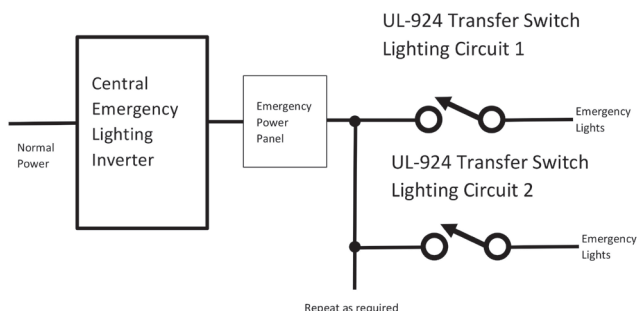 UL-924 Transfer Switch
Lighting Circuit 1
Central
Emergency
Lighting
Inverter
Emergency
Power
Panel
Normal
Power
Emergency
Lights
UL-924 Transfer Switch
Lighting Circuit 2
Emergency
Lights
Repeat as required